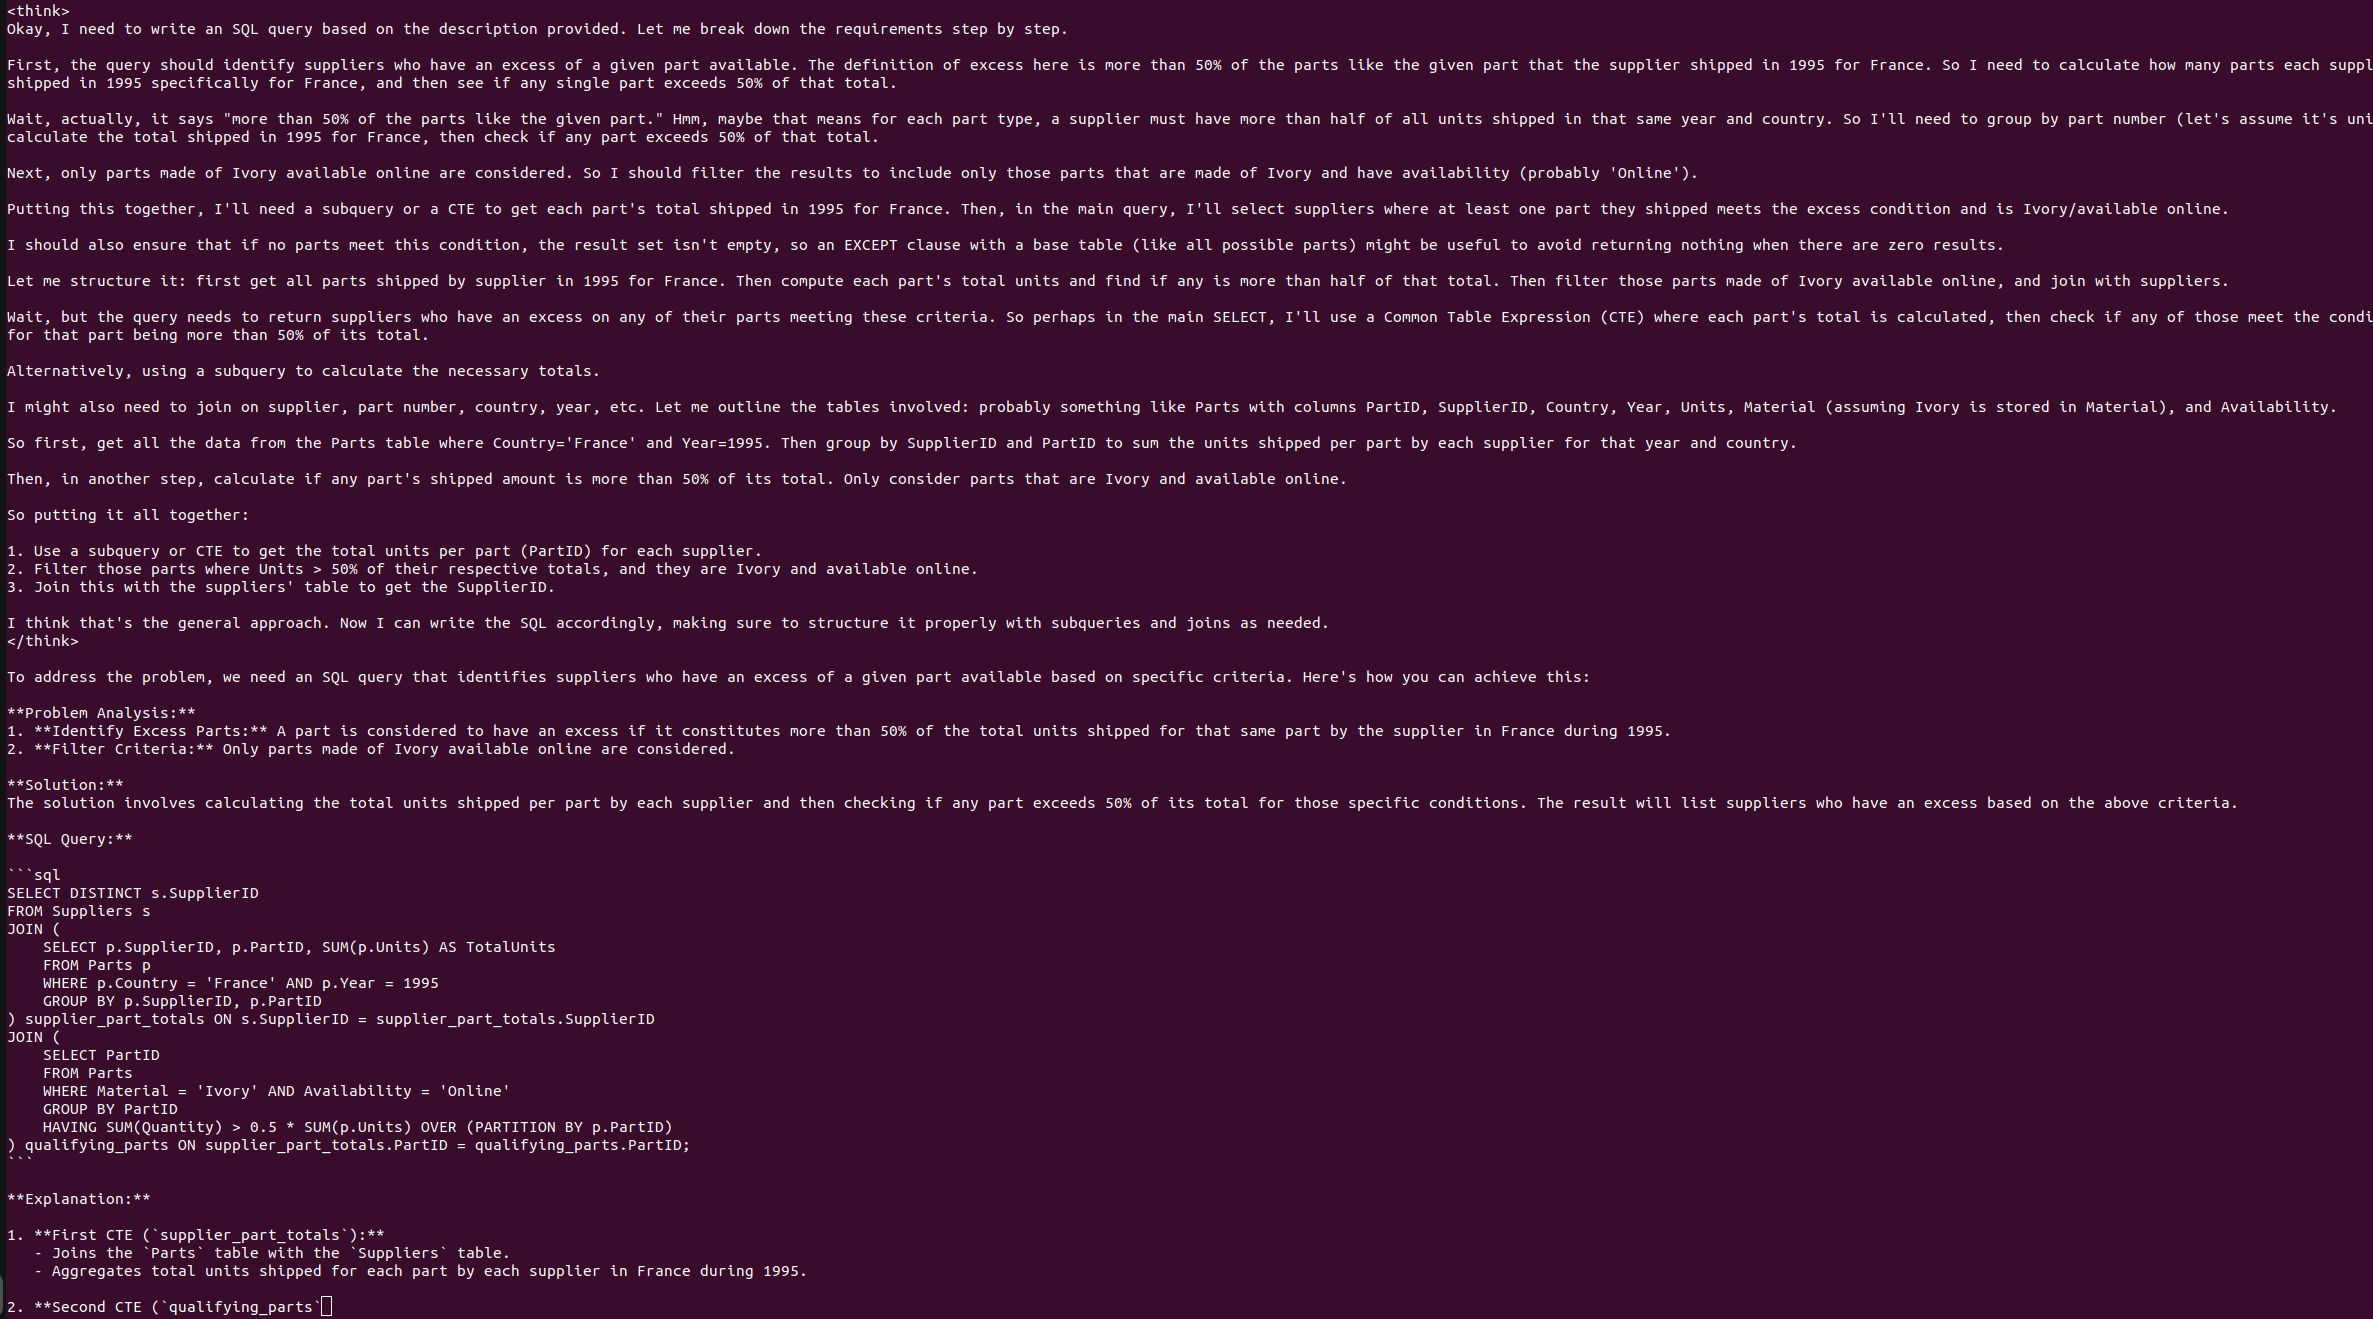 <think>
Okay, I need to write an SQL query based on the description provided. Let me break down the requirements step by step.
First, the query should identify suppliers who have an excess of a given part available. The definition of excess here is more than 50% of the parts like the given part that the supplier shipped in 1995 for France. So I need to calculate how many parts each suppl
shipped in 1995 specifically for France, and then see if any single part exceeds 50% of that total.
Wait, actually, it says "more than 50% of the parts like the given part." Hmm, maybe that means for each part type, a supplier must have more than half of all units shipped in that same year and country. So I'll need to group by part number (let's assume it's uni
calculate the total shipped in 1995 for France, then check if any part exceeds 50% of that total.
Next, only parts made of Ivory available online are considered. So I should filter the results to include only those parts that are made of Ivory and have availability (probably 'Online').
Putting this together, I'll need a subquery or a CTE to get each part's total shipped in 1995 for France. Then, in the main query, I'll select suppliers where at least one part they shipped meets the excess condition and is Ivory/available online.
I should also ensure that if no parts meet this condition, the result set isn't empty, so an EXCEPT clause with a base table (like all possible parts) might be useful to avoid returning nothing when there are zero results.
Let me structure it: first get all parts shipped by supplier in 1995 for France. Then compute each part's total units and find if any is more than half of that total. Then filter those parts made of Ivory available online, and join with suppliers.
Wait, but the query needs to return suppliers who have an excess on any of their parts meeting these criteria. So perhaps in the main SELECT, I'll use a Common Table Expression (CTE) where each part's total is calculated, then check if any of those meet the condi
for that part being more than 50% of its total.
Alternatively, using a subquery to calculate the necessary totals.
I might also need to join on supplier, part number, country, year, etc. Let me outline the tables involved: probably something like Parts with columns PartID, SupplierID, Country, Year, Units, Material (assuming Ivory is stored in Material), and Availability.
So first, get all the data from the Parts table where Country='France' and Year=1995. Then group by SupplierID and PartID to sum the units shipped per part by each supplier for that year and country.
Then, in another step, calculate if any part's shipped amount is more than 50% of its total. Only consider parts that are Ivory and available online.
So putting it all together:
1. Use a subquery or CTE to get the total units per part (PartID) for each supplier.
2. Filter those parts where Units > 50% of their respective totals, and they are Ivory and available online.
3. Join this with the suppliers' table to get the SupplierID.
I think that's the general approach. Now I can write the SQL accordingly, making sure to structure it properly with subqueries and joins as needed.
</think>
To address the problem, we need an SQL query that identifies suppliers who have an excess of a given part available based on specific criteria. Here's how you can achieve this:
**Problem Analysis:**
1. **Identify Excess Parts:** A part is considered to have an excess if it constitutes more than 50% of the total units shipped for that same part by the supplier in France during 1995.
2. **Filter Criteria:** Only parts made of Ivory available online are considered.
**Solution:**
The solution involves calculating the total units shipped per part by each supplier and then checking if any part exceeds 50% of its total for those specific conditions. The result will list suppliers who have an excess based on the above criteria.
**SQL Query:**
```sql
SELECT DISTINCT s.SupplierID
FROM Suppliers s
JOIN (
    SELECT p.SupplierID, p.PartID, SUM(p.Units) AS TotalUnits
    FROM Parts p
    WHERE p.Country = 'France' AND p.Year = 1995
    GROUP BY p.SupplierID, p.PartID
) supplier_part_totals ON s.SupplierID = supplier_part_totals.SupplierID
JOIN (
    SELECT PartID
    FROM Parts
    WHERE Material = 'Ivory' AND Availability = 'Online'
    GROUP BY PartID
    HAVING SUM(Quantity) > 0.5 * SUM(p.Units) OVER (PARTITION BY p.PartID)
) qualifying_parts ON supplier_part_totals.PartID = qualifying_parts.PartID;
```
**Explanation:**
1. **First CTE (`supplier_part_totals`):**
   - Joins the `Parts` table with the `Suppliers` table.
   - Aggregates total units shipped for each part by each supplier in France during 1995.
2. **Second CTE (`qualifying_parts`